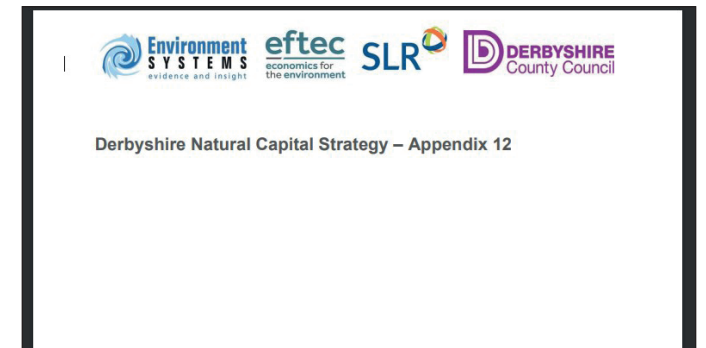 Environment
SYSTEMS
evidence and insight
eftec
economics for
the environment
SLR
DERBYSHIRE
County Council
Derbyshire Natural Capital Strategy – Appendix 12